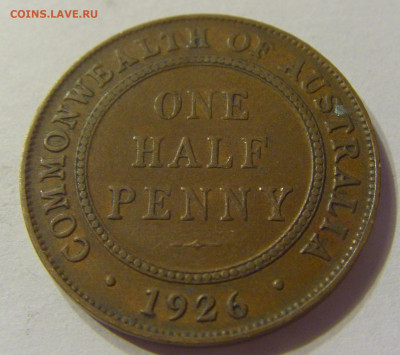 COINS.LAVE.RU
COMMONWEALTH OF AUSTRALIA
ONE
HALF
PENNY
· 1926 ·